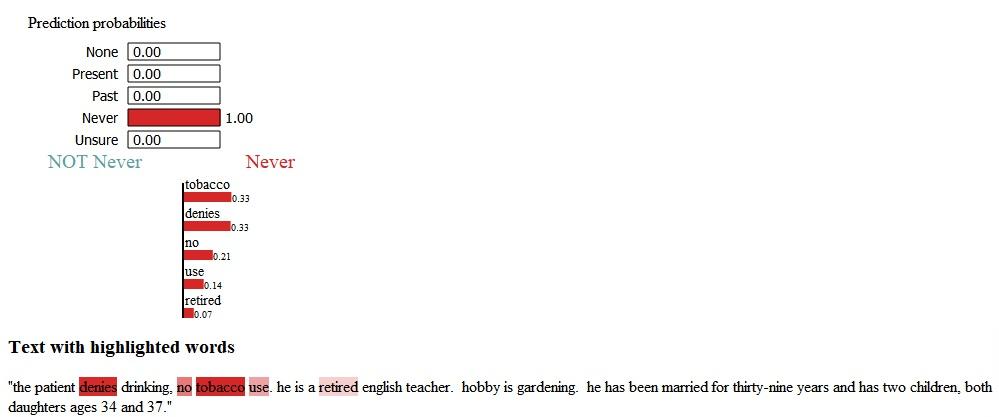 Prediction probabilities
None 0.00
Present 0.00
Past 0.00
Never 1.00
Unsure 0.00
NOT Never Never
tobacco
0.33
denies
0.33
no
0.21
use
0.14
retired
0.07
Text with highlighted words
"the patient denies drinking, no tobacco use. he is a retired english teacher.  hobby is gardening.  he has been married for thirty-nine years and has two children, both
daughters ages 34 and 37."